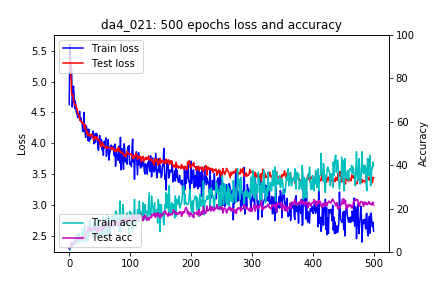 da4_021: 500 epochs loss and accuracy
Train loss
Test loss
Train acc
Test acc
Loss
5.5
5.0
4.5
4.0
3.5
3.0
2.5
Accuracy
100
80
60
40
20
0
0
100
200
300
400
500